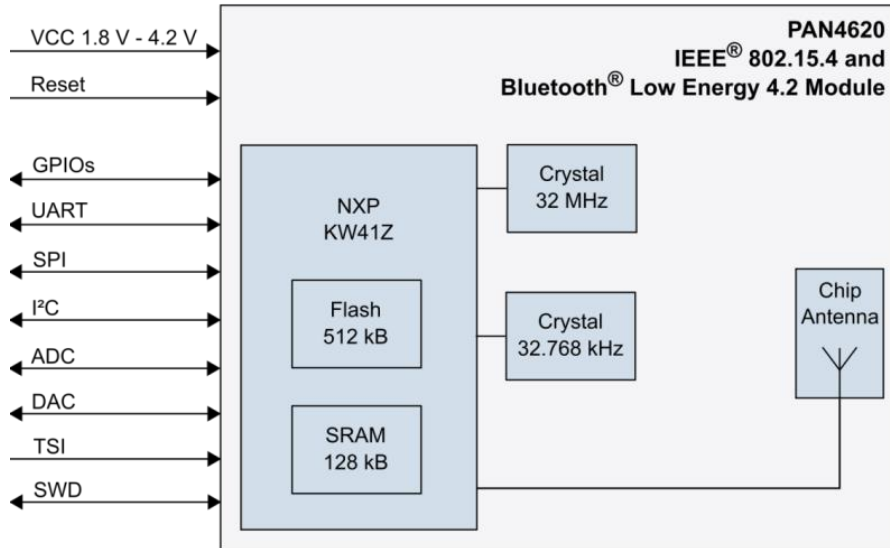 VCC 1.8 V - 4.2 V
Reset
GPIOs
UART
SPI
I²C
ADC
DAC
TSI
SWD
PAN4620
IEEE® 802.15.4 and
Bluetooth® Low Energy 4.2 Module
NXP
KW41Z
Flash
512 kB
SRAM
128 kB
Crystal
32 MHz
Crystal
32.768 kHz
Chip
Antenna